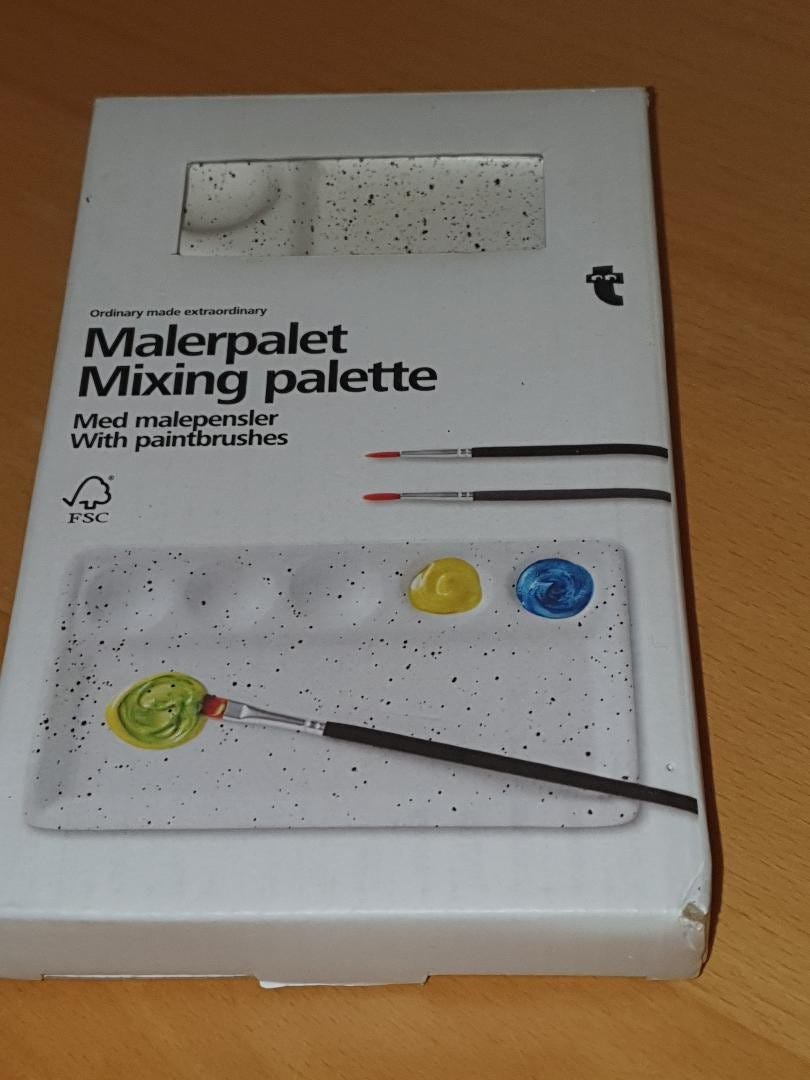 Ordinary made extraordinary
Malerpalet
Mixing palette
Med malepensler
With paintbrushes
FSC®